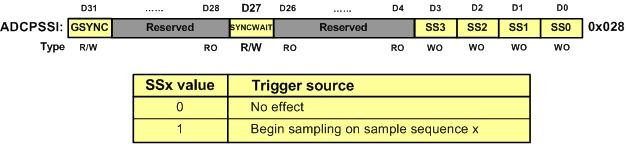 D31 ...... D28 D27 D26 ...... D4 D3 D2 D1 D0
ADCPSSI: GSYNC Reserved SYNCWAIT Reserved SS3 SS2 SS1 SS0 0x028
Type R/W RO R/W RO RO WO WO WO WO
SSx value Trigger source
0 No effect
1 Begin sampling on sample sequence x